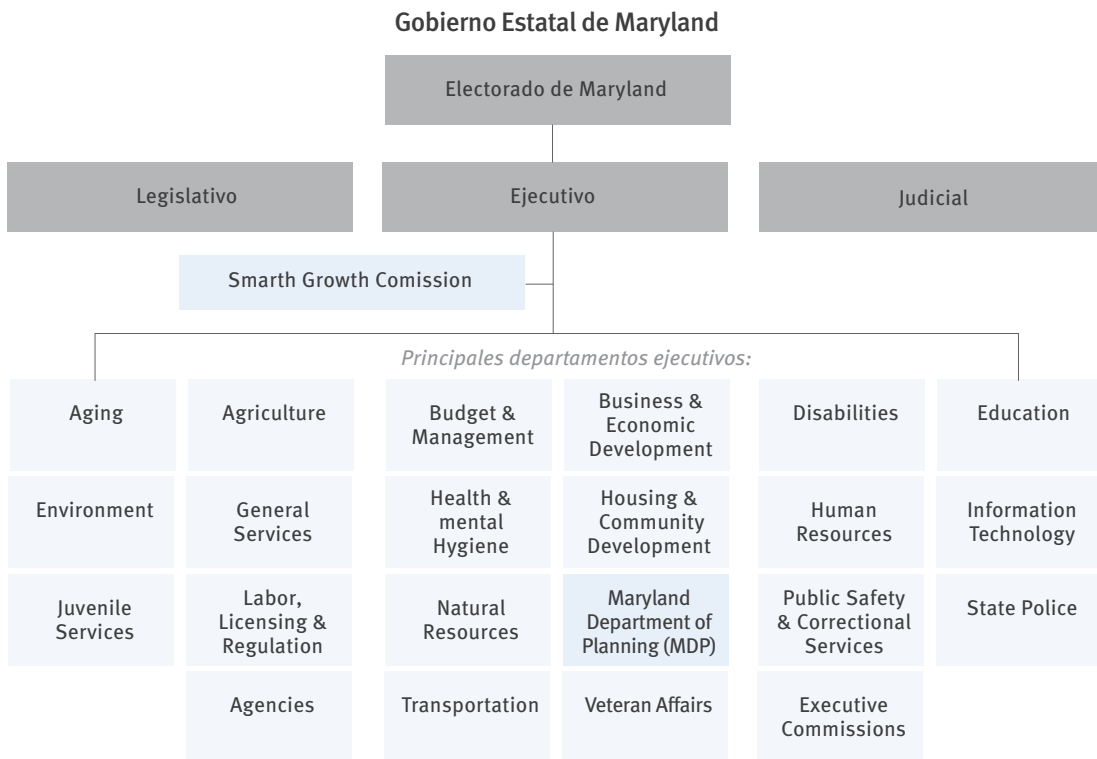 Gobierno Estatal de Maryland
Electorado de Maryland
Legislativo
Ejecutivo
Judicial
Smarth Growth Comission
Principales departamentos ejecutivos:
Aging
Agriculture
Budget &
Management
Business &
Economic
Development
Disabilities
Education
Environment
General
Services
Health &
mental
Hygiene
Housing &
Community
Development
Human
Resources
Information
Technology
Juvenile
Services
Labor,
Licensing &
Regulation
Natural
Resources
Maryland
Department of
Planning (MDP)
Public Safety
& Correctional
Services
State Police
Agencies
Transportation
Veteran Affairs
Executive
Commissions